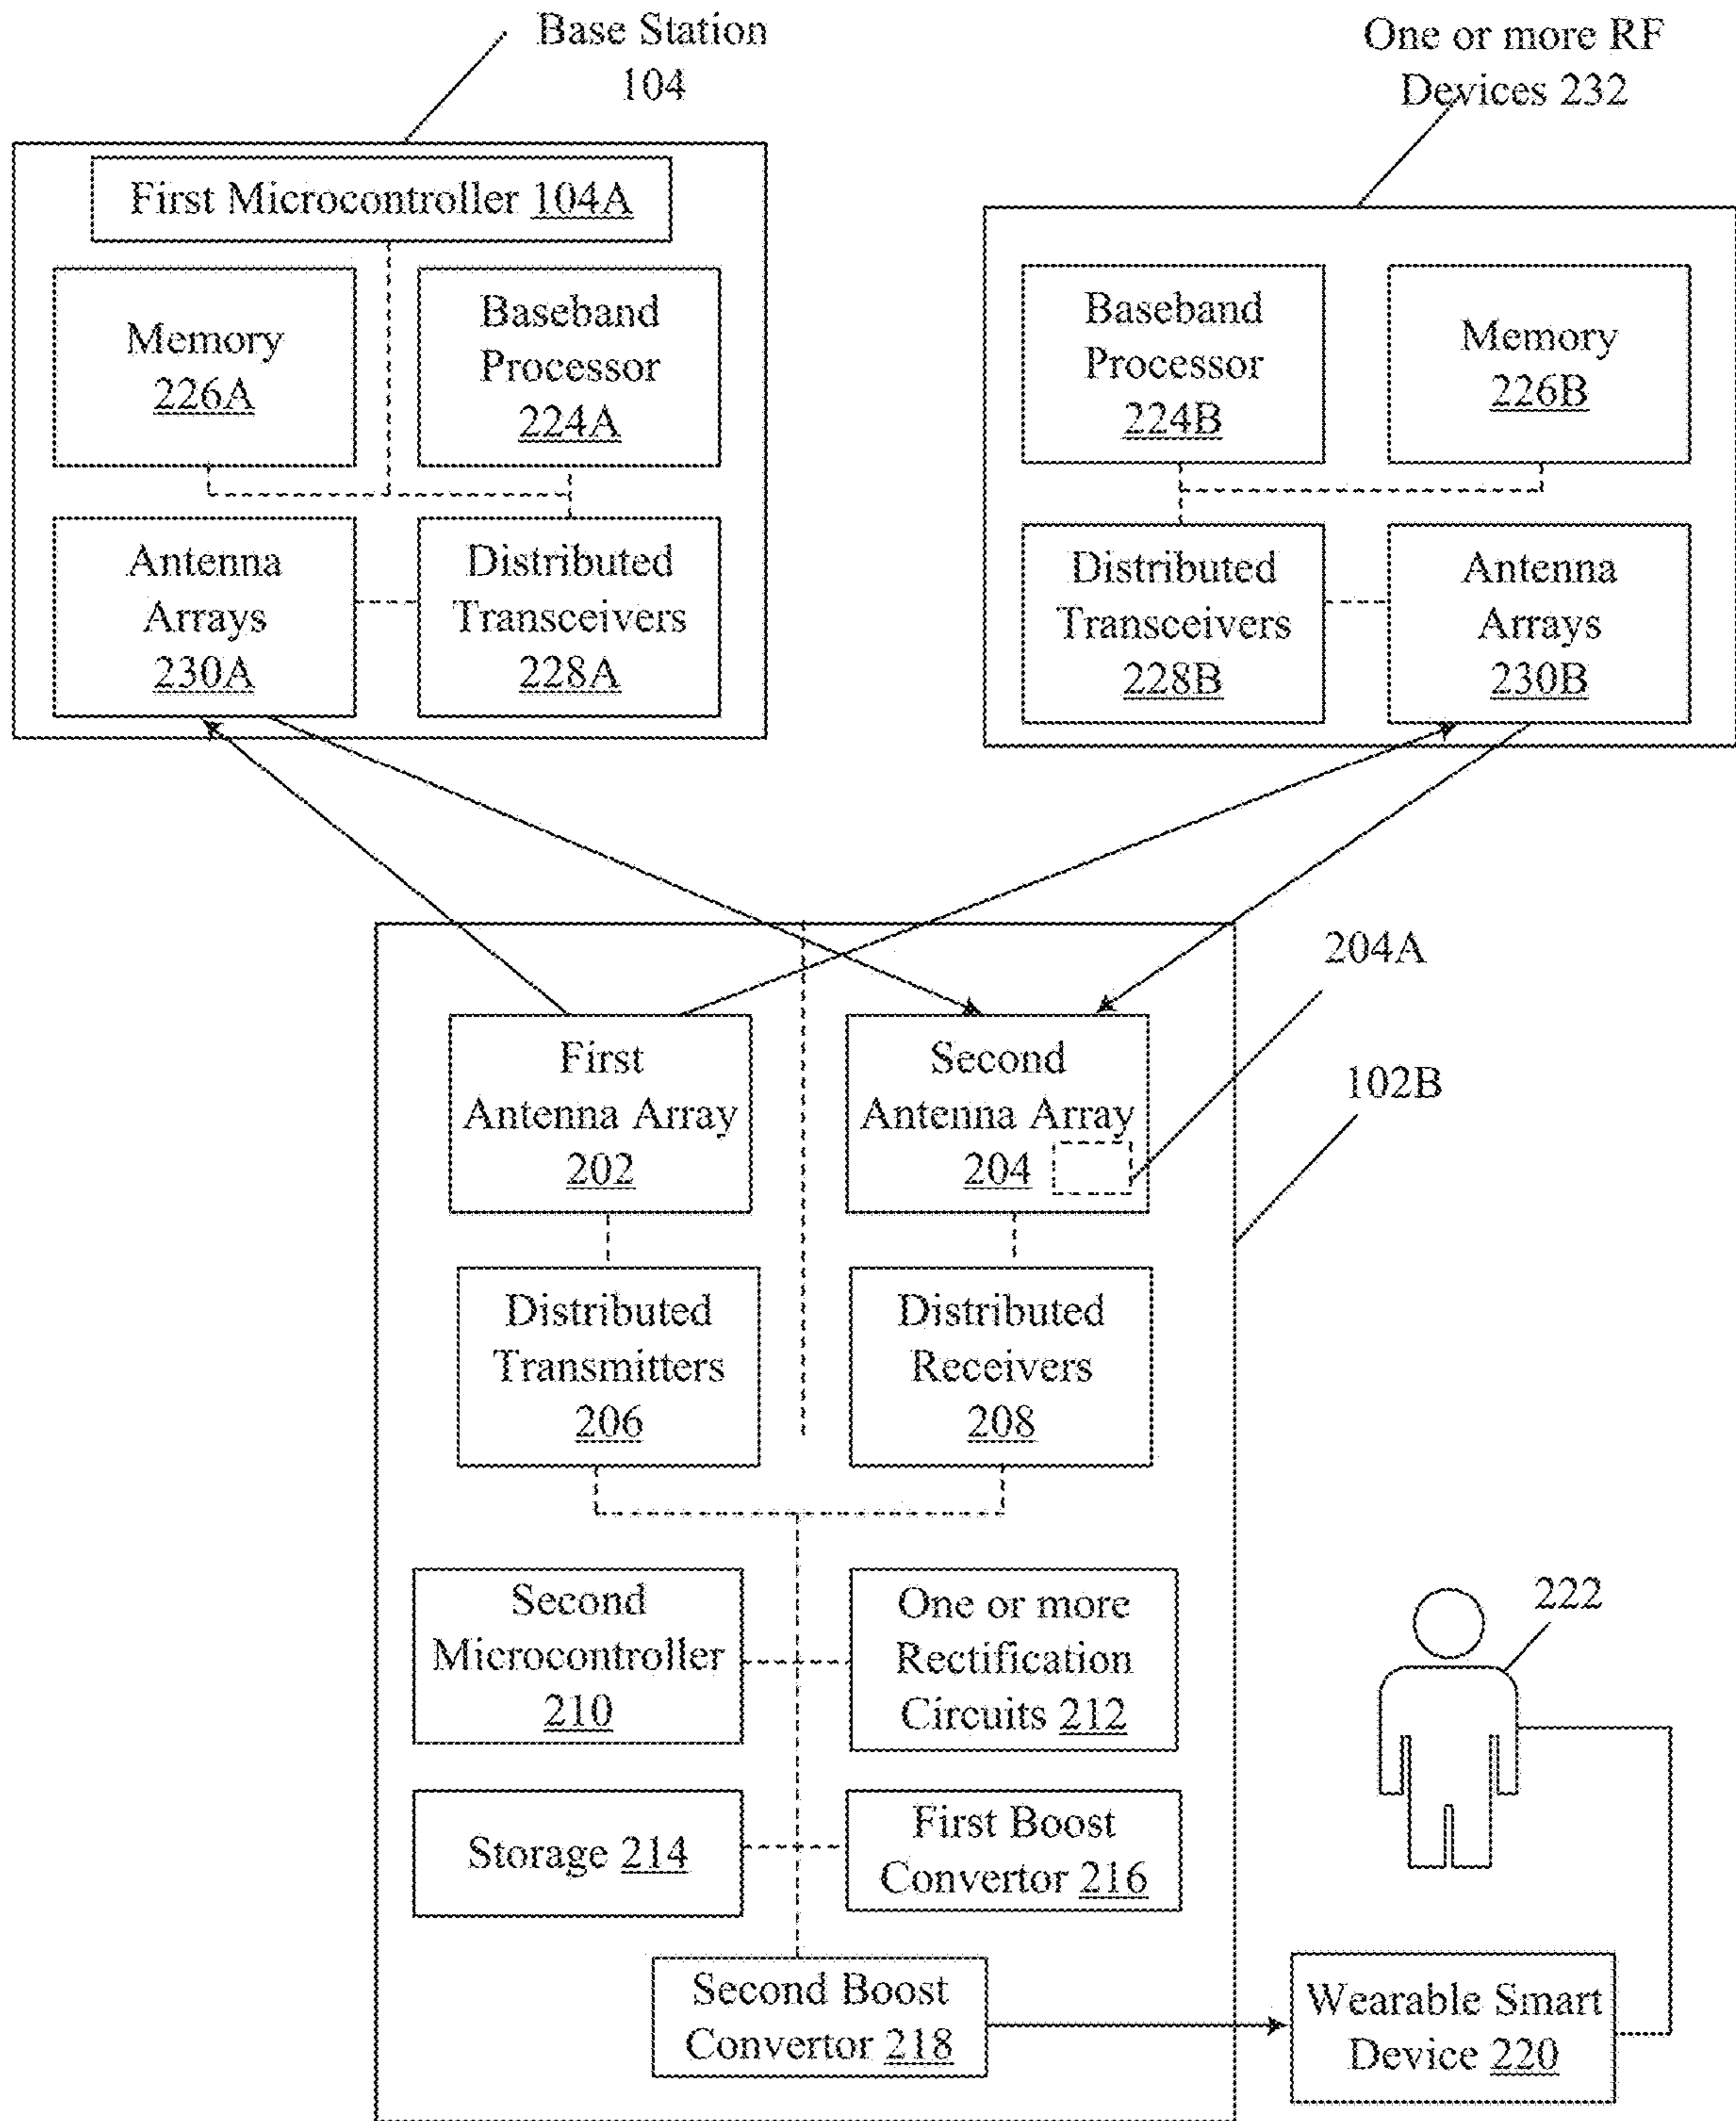 Base Station
104
One or more RF
Devices 232
First Microcontroller 104A
Memory
226A
Baseband
Processor
224A
Antenna
Arrays
230A
Distributed
Transceivers
228A
Baseband
Processor
224B
Memory
226B
Distributed
Transceivers
228B
Antenna
Arrays
230B
204A
102B
First
Antenna Array
202
Second
Antenna Array
204
Distributed
Transmitters
206
Distributed
Receivers
208
Second
Microcontroller
210
One or more
Rectification
Circuits 212
Storage 214
First Boost
Convertor 216
Second Boost
Convertor 218
222
Wearable Smart
Device 220